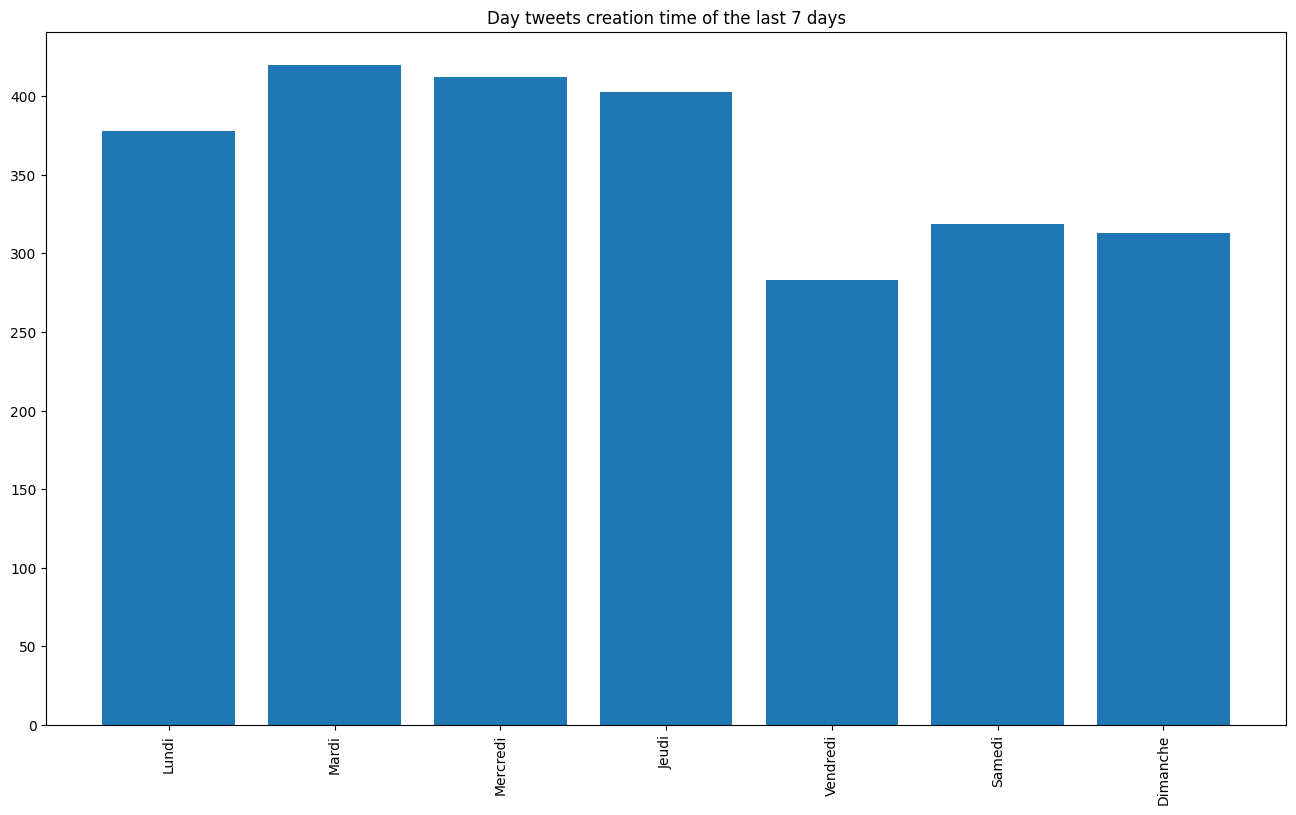 Day tweets creation time of the last 7 days
400
350
300
250
200
150
100
50
0
Lundi
Mardi
Mercredi
Jeudi
Vendredi
Samedi
Dimanche